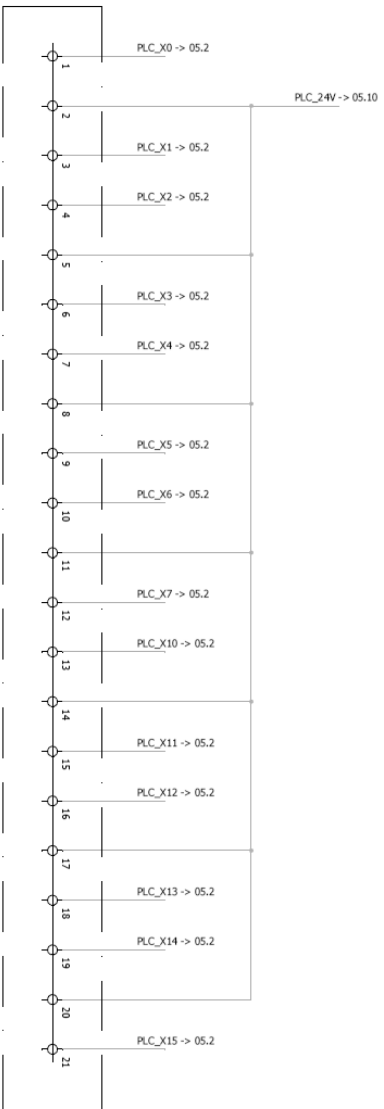 PLC_X0 -> 05.2
1
PLC_24V -> 05.10
2
PLC_X1 -> 05.2
3
PLC_X2 -> 05.2
4
5
PLC_X3 -> 05.2
6
PLC_X4 -> 05.2
7
8
PLC_X5 -> 05.2
9
PLC_X6 -> 05.2
10
11
PLC_X7 -> 05.2
12
PLC_X10 -> 05.2
13
14
PLC_X11 -> 05.2
15
PLC_X12 -> 05.2
16
17
PLC_X13 -> 05.2
18
PLC_X14 -> 05.2
19
20
PLC_X15 -> 05.2
21